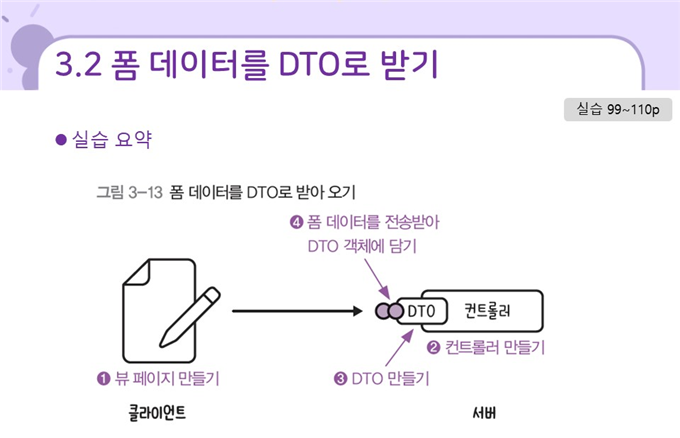 3.2 폼 데이터를 DTO로 받기
실습 99~110p
● 실습 요약
그림 3-13 폼 데이터를 DTO로 받아 오기
❹ 폼 데이터를 전송받아
DTO 객체에 담기
DTO 컨트롤러
❷ 컨트롤러 만들기
❶ 뷰 페이지 만들기
❸ DTO 만들기
클라이언트
서버